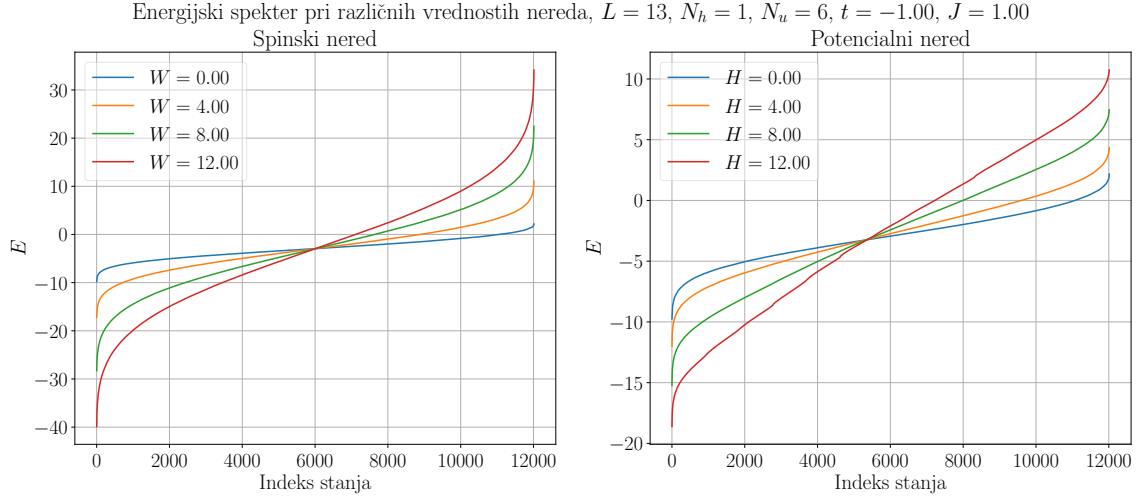 Energijski spekter pri različnih vrednostih nereda, $L = 13$, $N_h = 1$, $N_u = 6$, $t = -1.00$, $J = 1.00$
Spinski nered
$W = 0.00$
$W = 4.00$
$W = 8.00$
$W = 12.00$
30
20
10
0
−10
−20
−30
−40
$E$
0 2000 4000 6000 8000 10000 12000
Indeks stanja
Potencialni nered
$H = 0.00$
$H = 4.00$
$H = 8.00$
$H = 12.00$
10
5
0
−5
−10
−15
−20
$E$
0 2000 4000 6000 8000 10000 12000
Indeks stanja